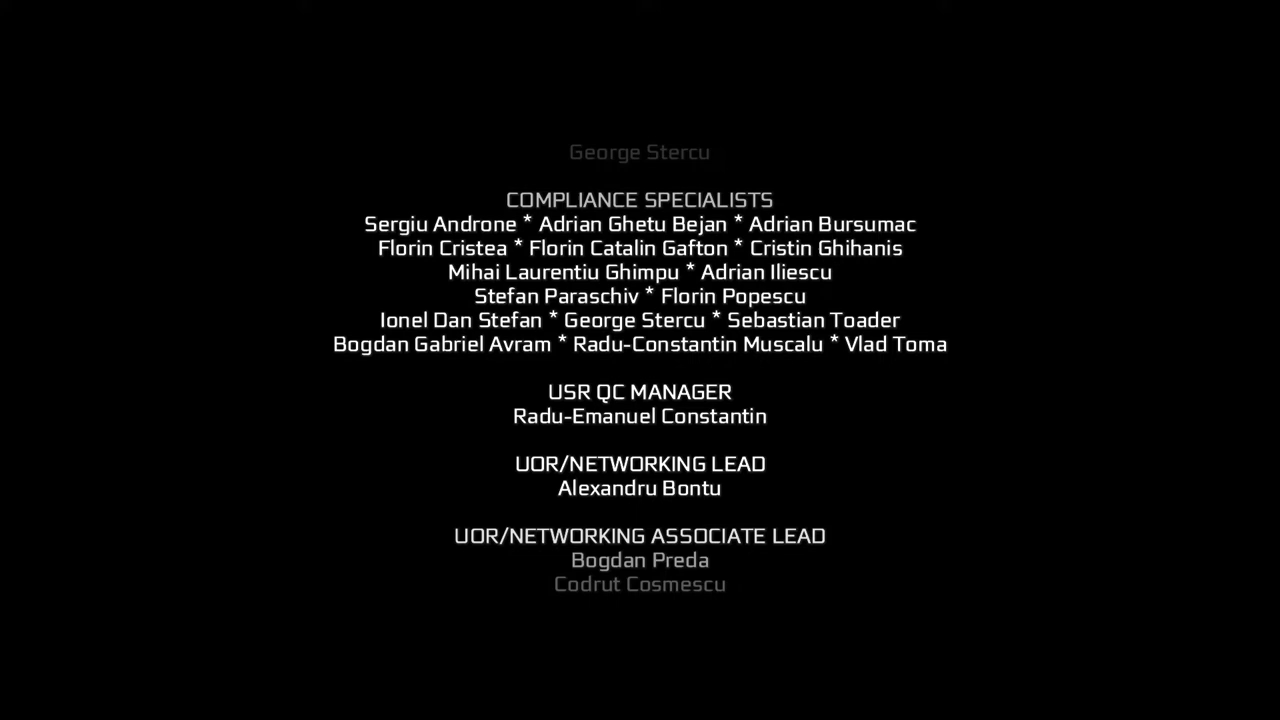 George Stercu
COMPLIANCE SPECIALISTS
Sergiu Androne * Adrian Ghetu Bejan * Adrian Bursumac
Florin Cristea * Florin Catalin Gafton * Cristin Ghihanis
Mihai Laurentiu Ghimpu * Adrian Iliescu
Stefan Paraschiv * Florin Popescu
Ionel Dan Stefan * George Stercu * Sebastian Toader
Bogdan Gabriel Avram * Radu-Constantin Muscalu * Vlad Toma
USR QC MANAGER
Radu-Emanuel Constantin
UOR/NETWORKING LEAD
Alexandru Bontu
UOR/NETWORKING ASSOCIATE LEAD
Bogdan Preda
Codrut Cosmescu